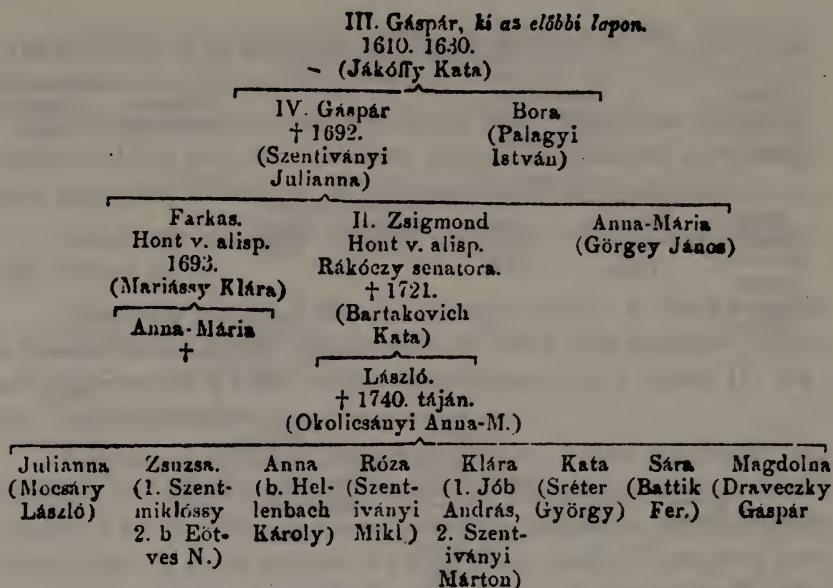 III. Gáspár, ki az előbbi lapon.
1610. 1630.
– (Jákóffy Kata)
IV. Gáspár
† 1692.
(Szentiványi
Julianna)
Bora
(Palagyi
István)
Farkas.
Hont v. alisp.
1693.
(Mariássy Klára)
Anna-Mária
†
II. Zsigmond
Hont v. alisp.
Rákóczy senatora.
† 1721.
(Bartakovich
Kata)
Anna-Mária
(Görgey János)
László.
† 1740. táján.
(Okolicsányi Anna-M.)
Julianna
(Mocsáry
László)
Zsuzsa.
(1. Szent-
miklóssy
2. b Eöt-
ves N.)
Anna
(b. Hel-
lenbach
Károly)
Róza
(Szent-
iványi
Mikl.)
Klára
(1. Jób
András,
2. Szent-
iványi
Márton)
Kata
(Sréter
György)
Sára
(Battik
Fer.)
Magdolna
(Draveczky
Gáspár